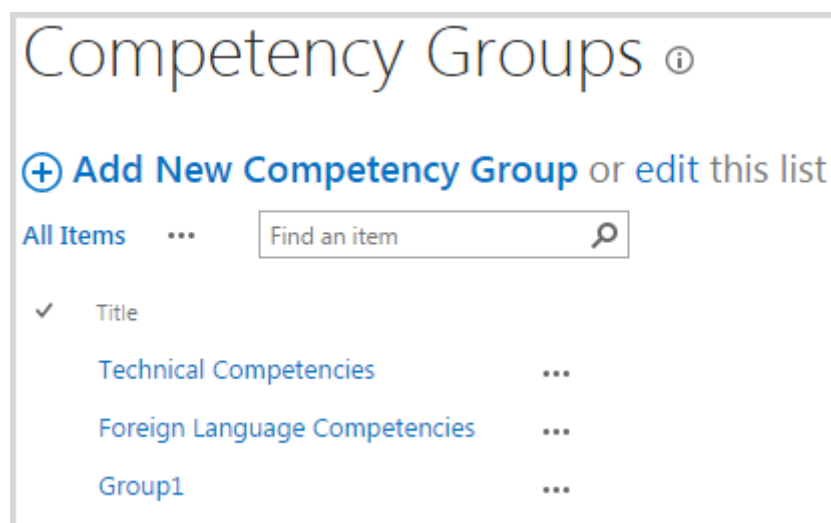 Competency Groups
Add New Competency Group or edit this list
All Items ... Find an item
Title
Technical Competencies ...
Foreign Language Competencies ...
Group1 ...